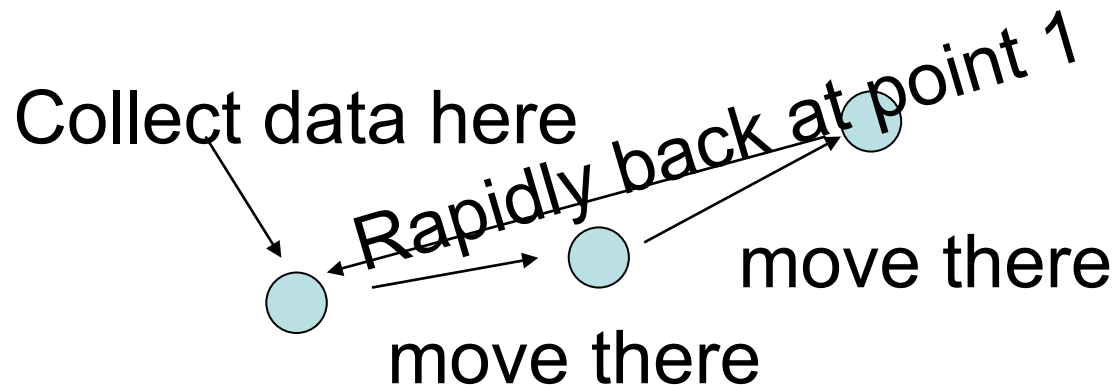 Collect data here
Rapidly back at point 1
move there
move there